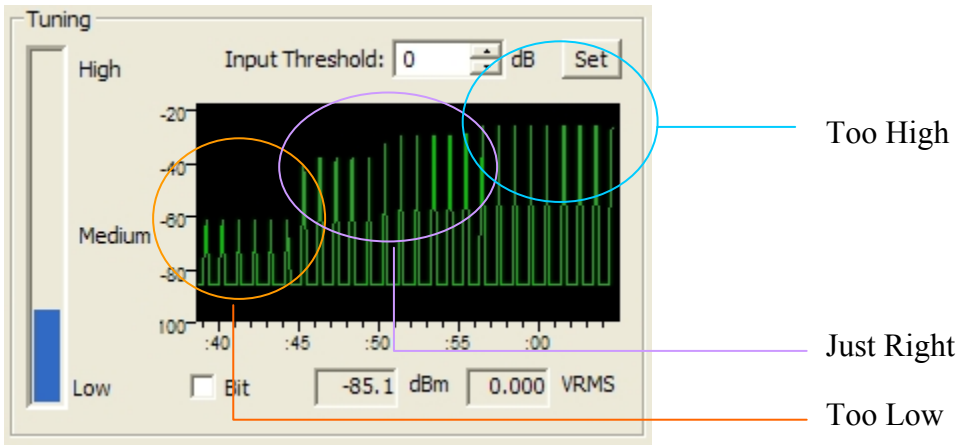 Tuning
High
Input Threshold: 0 dB Set
Too High
-20
-40
-60
Medium
-80
100
:40 :45 :50 :55 :00
Just Right
Low
Bit -85.1 dBm 0.000 VRMS
Too Low